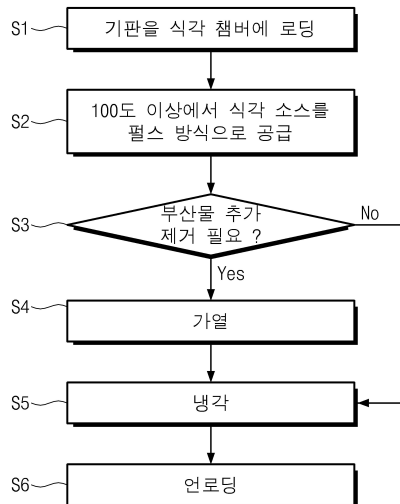 S1
기판을 식각 챔버에 로딩
S2
100도 이상에서 식각 소스를
펄스 방식으로 공급
S3
부산물 추가
제거 필요 ?
No
Yes
S4
가열
S5
냉각
S6
언로딩